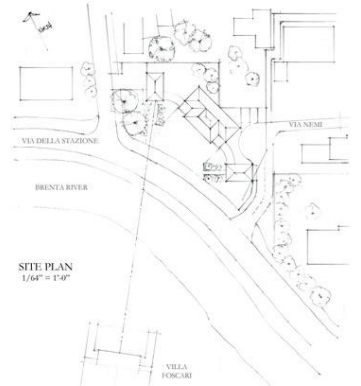 NORTH
VIA DELLA STAZIONE
VIA NEMI
BRENTA RIVER
SITE PLAN
1/64" = 1'-0"
VILLA
FOSCARI